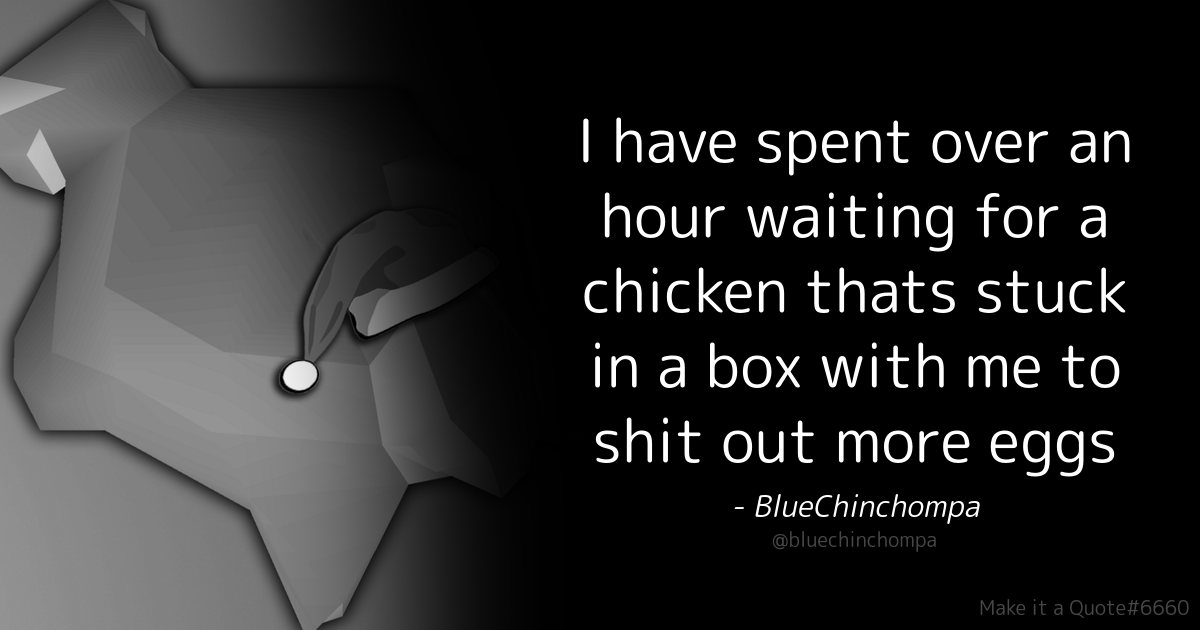 I have spent over an
hour waiting for a
chicken thats stuck
in a box with me to
shit out more eggs
- BlueChinchompa
@bluechinchompa
Make it a Quote#6660